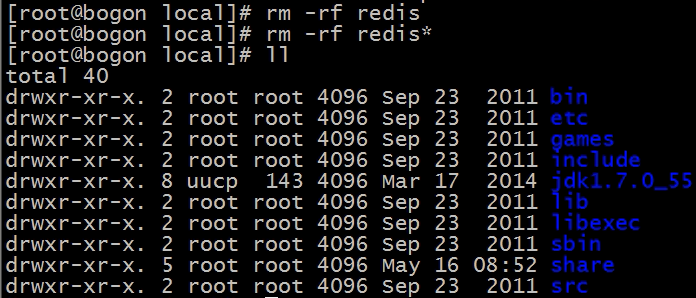 [root@bogon local]# rm -rf redis
[root@bogon local]# rm -rf redis*
[root@bogon local]# ll
total 40
drwxr-xr-x. 2 root root 4096 Sep 23  2011 bin
drwxr-xr-x. 2 root root 4096 Sep 23  2011 etc
drwxr-xr-x. 2 root root 4096 Sep 23  2011 games
drwxr-xr-x. 2 root root 4096 Sep 23  2011 include
drwxr-xr-x. 8 uucp  143 4096 Mar 17  2014 jdk1.7.0_55
drwxr-xr-x. 2 root root 4096 Sep 23  2011 lib
drwxr-xr-x. 2 root root 4096 Sep 23  2011 libexec
drwxr-xr-x. 2 root root 4096 Sep 23  2011 sbin
drwxr-xr-x. 5 root root 4096 May 16 08:52 share
drwxr-xr-x. 2 root root 4096 Sep 23  2011 src